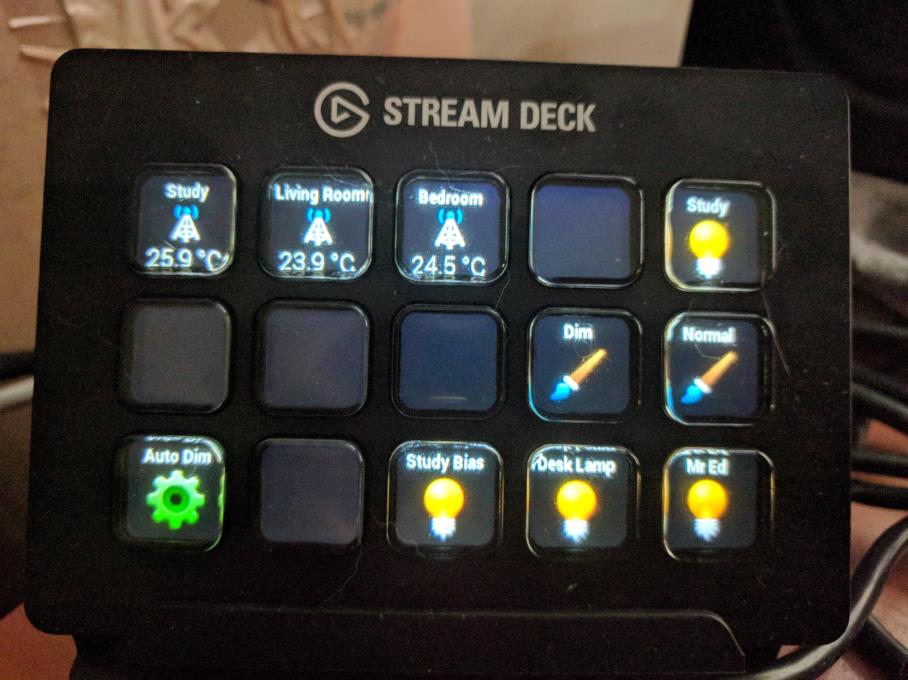 STREAM DECK
Study
25.9 °C
Living Room
23.9 °C
Bedroom
24.5 °C
Study
Dim
Normal
Auto Dim
Study Bias
Desk Lamp
Mr Ed